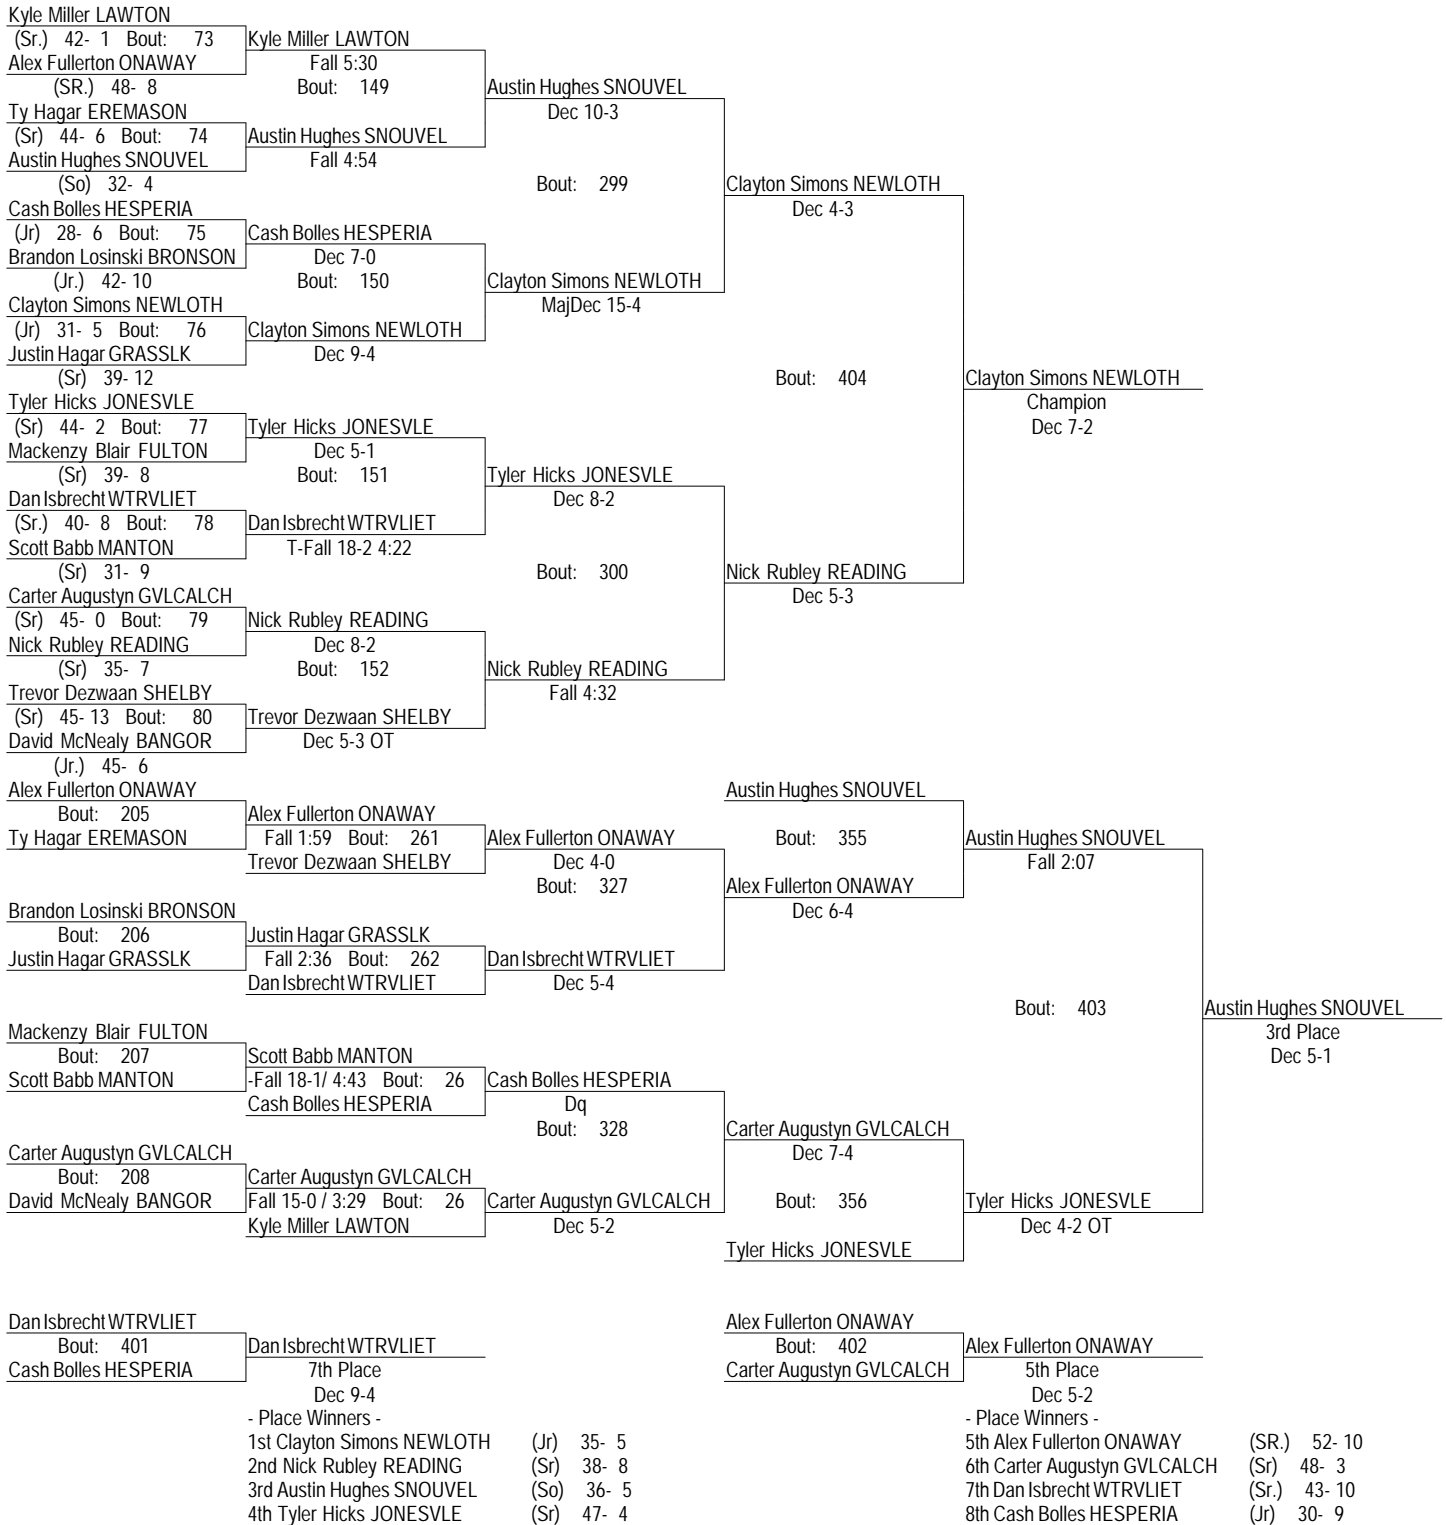 Kyle Miller LAWTON
(Sr.) 42- 1 Bout: 73 Kyle Miller LAWTON
Alex Fullerton ONAWAY Fall 5:30
(SR.) 48- 8 Bout: 149 Austin Hughes SNOUVEL
Ty Hagar EREMASON Dec 10-3
(Sr) 44- 6 Bout: 74 Austin Hughes SNOUVEL
Austin Hughes SNOUVEL Fall 4:54
(So) 32- 4 Bout: 299 Clayton Simons NEWLOTH
Cash Bolles HESPERIA Dec 4-3
(Jr) 28- 6 Bout: 75 Cash Bolles HESPERIA
Brandon Losinski BRONSON Dec 7-0
(Jr.) 42- 10 Bout: 150 Clayton Simons NEWLOTH
Clayton Simons NEWLOTH MajDec 15-4
(Jr) 31- 5 Bout: 76 Clayton Simons NEWLOTH
Justin Hagar GRASSLK Dec 9-4
(Sr) 39- 12 Bout: 404 Clayton Simons NEWLOTH
Tyler Hicks JONESVLE Champion
(Sr) 44- 2 Bout: 77 Tyler Hicks JONESVLE Dec 7-2
Mackenzy Blair FULTON Dec 5-1
(Sr) 39- 8 Bout: 151 Tyler Hicks JONESVLE
Dan Isbrecht WTRVLIET Dec 8-2
(Sr.) 40- 8 Bout: 78 Dan Isbrecht WTRVLIET
Scott Babb MANTON T-Fall 18-2 4:22
(Sr) 31- 9 Bout: 300 Nick Rubley READING
Carter Augustyn GVLCALCH Dec 5-3
(Sr) 45- 0 Bout: 79 Nick Rubley READING
Nick Rubley READING Dec 8-2
(Sr) 35- 7 Bout: 152 Nick Rubley READING
Trevor Dezwaan SHELBY Fall 4:32
(Sr) 45- 13 Bout: 80 Trevor Dezwaan SHELBY
David McNealy BANGOR Dec 5-3 OT
(Jr.) 45- 6
Alex Fullerton ONAWAY Austin Hughes SNOUVEL
Bout: 205 Alex Fullerton ONAWAY
Ty Hagar EREMASON Fall 1:59 Bout: 261 Alex Fullerton ONAWAY Bout: 355 Austin Hughes SNOUVEL
Trevor Dezwaan SHELBY Dec 4-0 Fall 2:07
Bout: 327 Alex Fullerton ONAWAY
Brandon Losinski BRONSON Dec 6-4
Bout: 206 Justin Hagar GRASSLK
Justin Hagar GRASSLK Fall 2:36 Bout: 262 Dan Isbrecht WTRVLIET
Dan Isbrecht WTRVLIET Dec 5-4
Bout: 403 Austin Hughes SNOUVEL
Mackenzy Blair FULTON 3rd Place
Bout: 207 Scott Babb MANTON Dec 5-1
Scott Babb MANTON -Fall 18-1/ 4:43 Bout: 26 Cash Bolles HESPERIA
Cash Bolles HESPERIA Dq
Bout: 328 Carter Augustyn GVLCALCH
Carter Augustyn GVLCALCH Dec 7-4
Bout: 208 Carter Augustyn GVLCALCH
David McNealy BANGOR Fall 15-0 / 3:29 Bout: 26 Carter Augustyn GVLCALCH Bout: 356 Tyler Hicks JONESVLE
Kyle Miller LAWTON Dec 5-2 Dec 4-2 OT
Tyler Hicks JONESVLE
Dan Isbrecht WTRVLIET Alex Fullerton ONAWAY
Bout: 401 Dan Isbrecht WTRVLIET Bout: 402 Alex Fullerton ONAWAY
Cash Bolles HESPERIA 7th Place Carter Augustyn GVLCALCH 5th Place
Dec 9-4 Dec 5-2
- Place Winners - - Place Winners -
1st Clayton Simons NEWLOTH (Jr) 35- 5 5th Alex Fullerton ONAWAY (SR.) 52- 10
2nd Nick Rubley READING (Sr) 38- 8 6th Carter Augustyn GVLCALCH (Sr) 48- 3
3rd Austin Hughes SNOUVEL (So) 36- 5 7th Dan Isbrecht WTRVLIET (Sr.) 43- 10
4th Tyler Hicks JONESVLE (Sr) 47- 4 8th Cash Bolles HESPERIA (Jr) 30- 9